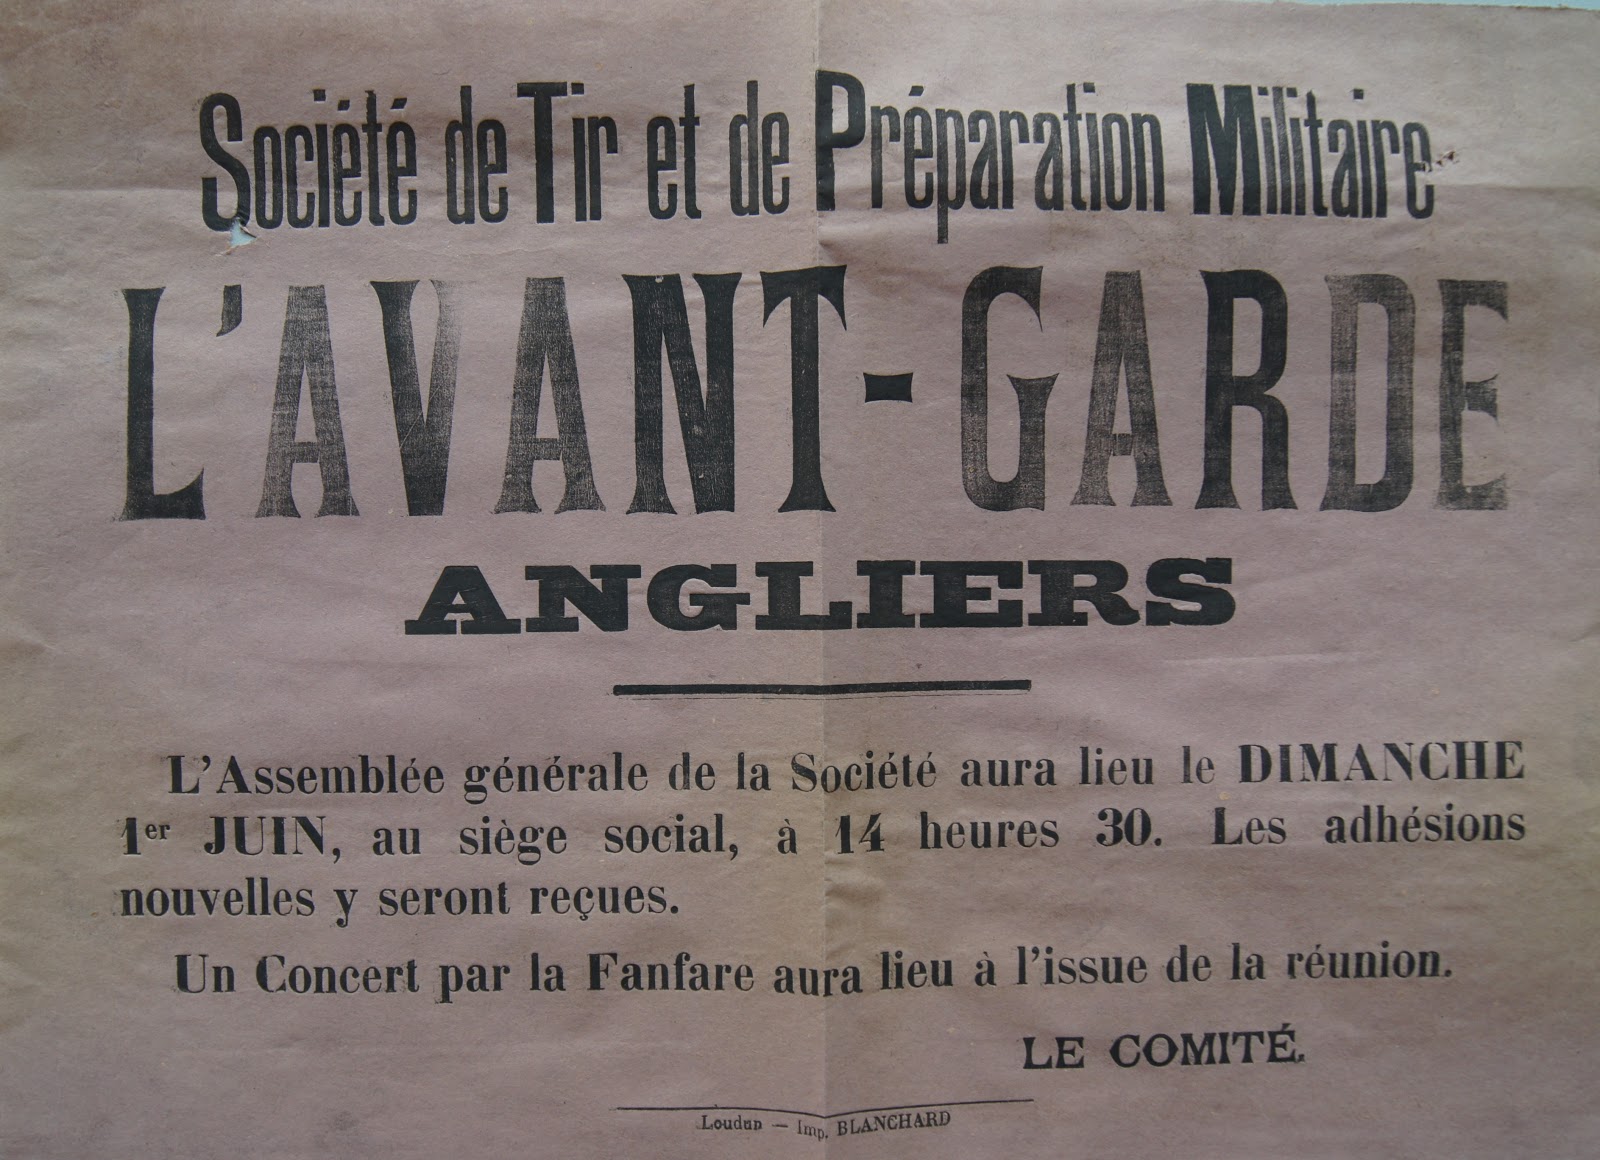 Société de Tir et de Préparation Militaire
L'AVANT-GARDE
ANGLIERS
L'Assemblée générale de la Société aura lieu le DIMANCHE
1er JUIN, au siège social, à 14 heures 30. Les adhésions
nouvelles y seront reçues.
Un Concert par la Fanfare aura lieu à l'issue de la réunion.
LE COMITÉ.
Loudun — Imp. BLANCHARD